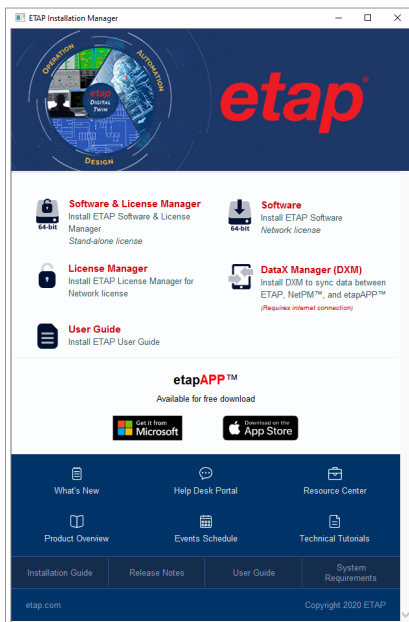 ETAP Installation Manager
OPERATION
AUTOMATION
etap
DIGITAL
TWIN
DESIGN
etap®
Software & License Manager
Install ETAP Software & License
Manager
Stand-alone license
64-bit
Software
Install ETAP Software
Network license
64-bit
License Manager
Install ETAP License Manager for
Network license
DataX Manager (DXM)
Install DXM to sync data between
ETAP, NetPM™, and etapAPP™
(Requires internet connection)
User Guide
Install ETAP User Guide
etapAPP™
Available for free download
Get it from
Microsoft
Download on the
App Store
What's New
Help Desk Portal
Resource Center
Product Overview
Events Schedule
Technical Tutorials
Installation Guide
Release Notes
User Guide
System
Requirements
etap.com
Copyright 2020 ETAP